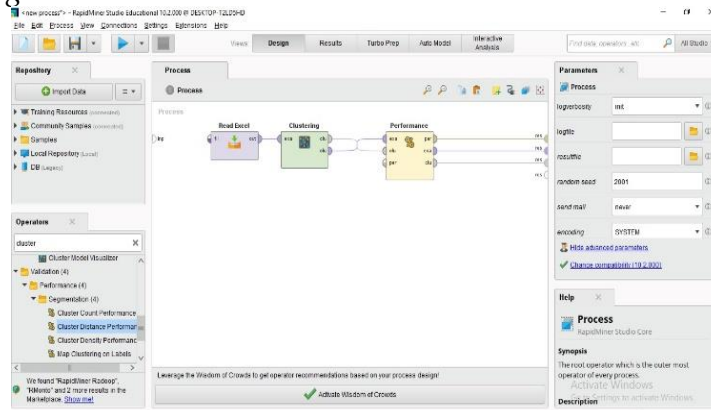 g
<new process*> – RapidMiner Studio Educational 10.2.000 @ DESKTOP-T2LD5HD
File Edit Process View Connections Settings Extensions Help
Views: Design Results Turbo Prep Auto Model Interactive Analysis
Find data, operators...etc All Studio
Repository
Import Data
Training Resources (connected)
Community Samples (connected)
Samples
Local Repository (Local)
DB (Legacy)
Operators
cluster
Cluster Model Visualizer
Validation (4)
Performance (4)
Segmentation (4)
Cluster Count Performance
Cluster Distance Performan
Cluster Density Performanc
Map Clustering on Labels
We found "RapidMiner Radoop",
"RMonto" and 2 more results in the
Marketplace. Show me!
Process
Process
Process
inp
Read Excel
fil
out
Clustering
exa
clu
clu
Performance
exa
clu
per
per
exa
clu
res
res
res
res
Leverage the Wisdom of Crowds to get operator recommendations based on your process design!
Activate Wisdom of Crowds
Parameters
Process
logverbosity init
logfile
resultfile
random seed 2001
send mail never
encoding SYSTEM
Hide advanced parameters
Change compatibility (10.2.000)
Help
Process
RapidMiner Studio Core
Synopsis
The root operator which is the outer most
operator of every process.
Activate Windows
Go to Settings to activate Windows.
Description